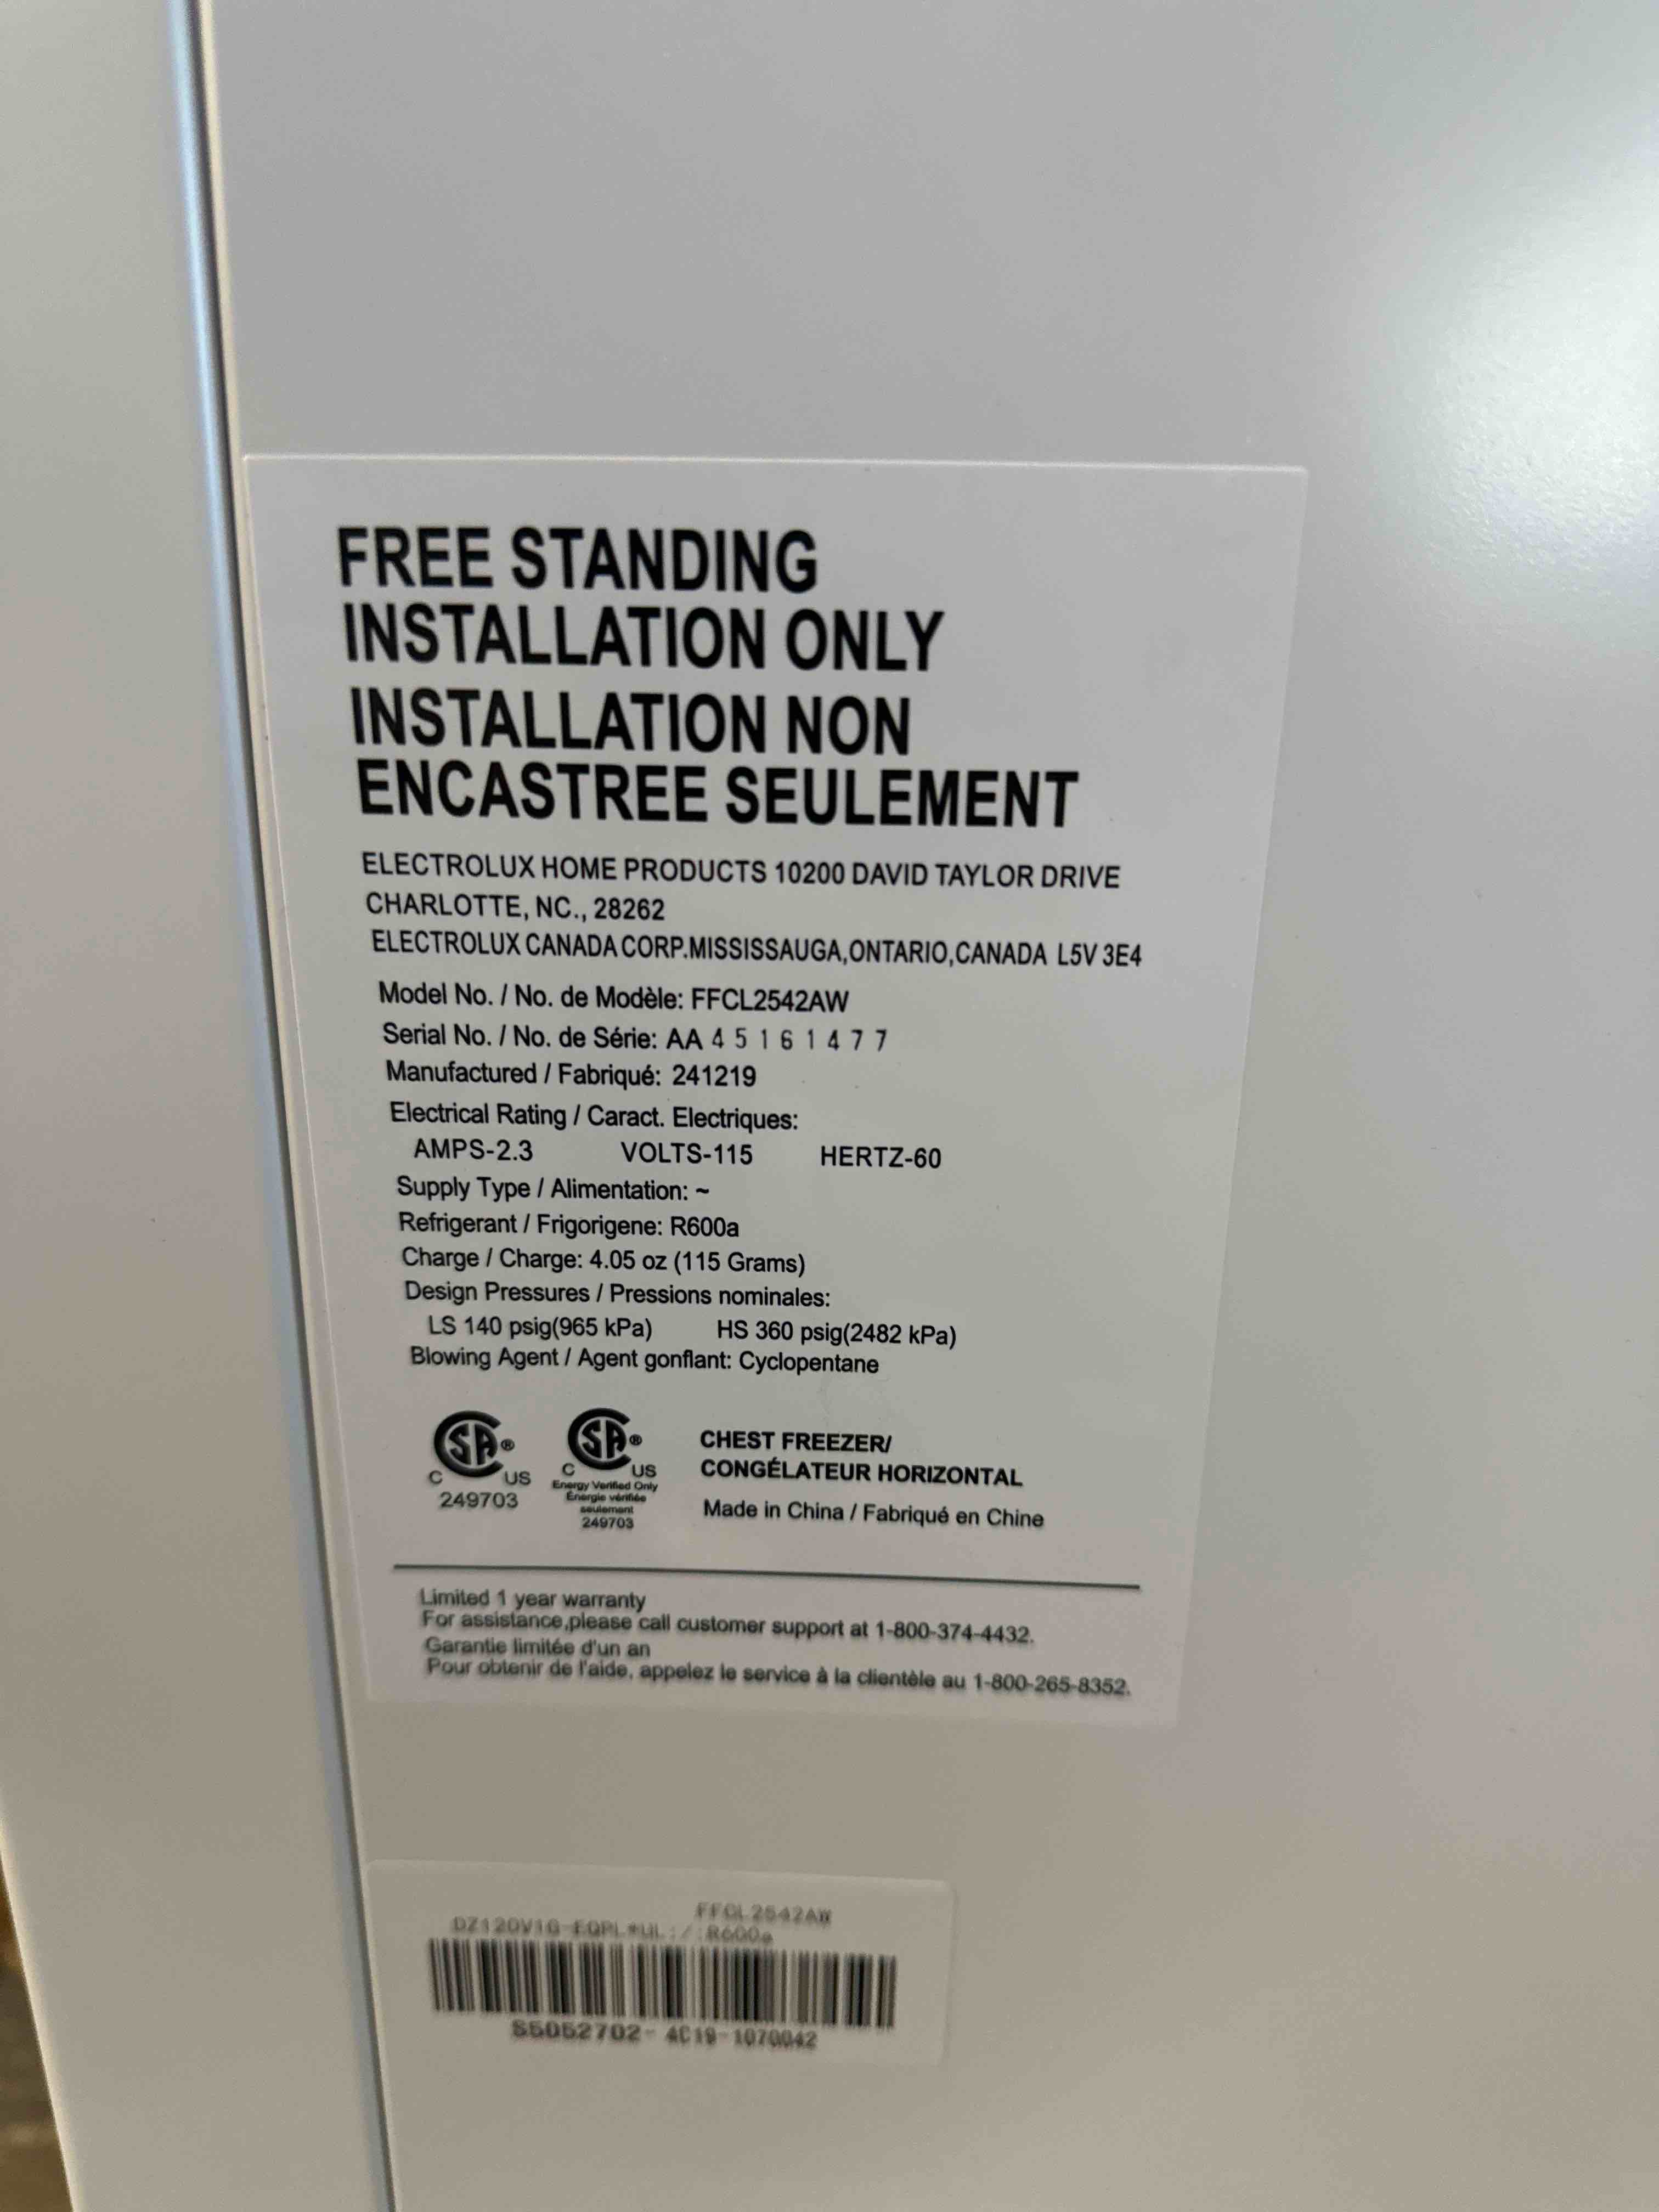 FREE STANDING
INSTALLATION ONLY
INSTALLATION NON
ENCASTREE SEULEMENT
ELECTROLUX HOME PRODUCTS 10200 DAVID TAYLOR DRIVE
CHARLOTTE, NC., 28262
ELECTROLUX CANADA CORP.MISSISSAUGA,ONTARIO,CANADA L5V 3E4
Model No. / No. de Modèle: FFCL2542AW
Serial No. / No. de Série: AA 4 5 1 6 1 4 7 7
Manufactured / Fabriqué: 241219
Electrical Rating / Caract. Electriques:
AMPS-2.3 VOLTS-115 HERTZ-60
Supply Type / Alimentation: ~
Refrigerant / Frigorigene: R600a
Charge / Charge: 4.05 oz (115 Grams)
Design Pressures / Pressions nominales:
LS 140 psig(965 kPa) HS 360 psig(2482 kPa)
Blowing Agent / Agent gonflant: Cyclopentane
SA®
C US
249703
SA®
C US
Energy Verified Only
Énergie vérifiée
seulement
249703
CHEST FREEZER/
CONGÉLATEUR HORIZONTAL
Made in China / Fabriqué en Chine
Limited 1 year warranty
For assistance,please call customer support at 1-800-374-4432.
Garantie limitée d'un an
Pour obtenir de l'aide, appelez le service à la clientèle au 1-800-265-8352.
FFCL2542AW
DZ120V1G-EQPL*UL:/:R600a
S5052702-4C19-1070042